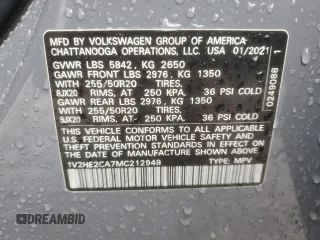 MFD BY VOLKSWAGEN GROUP OF AMERICA
CHATTANOOGA OPERATIONS, LLC. USA 01/2021
GVWR LBS 5842, KG 2650
GAWR FRONT LBS 2976, KG 1350
WITH 255/50R20 TIRES,
8JX20 RIMS, AT 250 KPA, 36 PSI COLD
GAWR REAR LBS 2976, KG 1350
WITH 255/50R20 TIRES,
8JX20 RIMS, AT 250 KPA, 36 PSI COLD
THIS MOTOR VEHICLE CONFORMS TO ALL
APPLICABLE FEDERAL MOTOR VEHICLE SAFETY AND
THEFT PREVENTION STANDARDS IN EFFECT ON THE
DATE OF MANUFACTURE SHOWN ABOVE.
1V2HE2CA7MC212949 TYPE: MPV
0249088 1